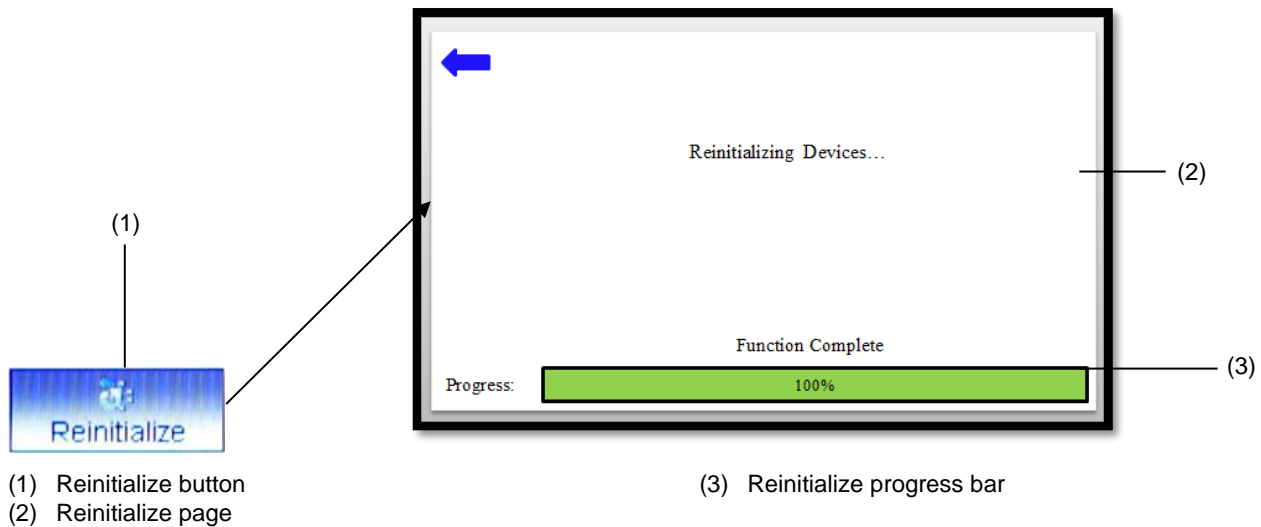 Reinitializing Devices...
(2)
(1)
Function Complete
(3)
Progress: 100%
Reinitialize
(1) Reinitialize button
(2) Reinitialize page
(3) Reinitialize progress bar